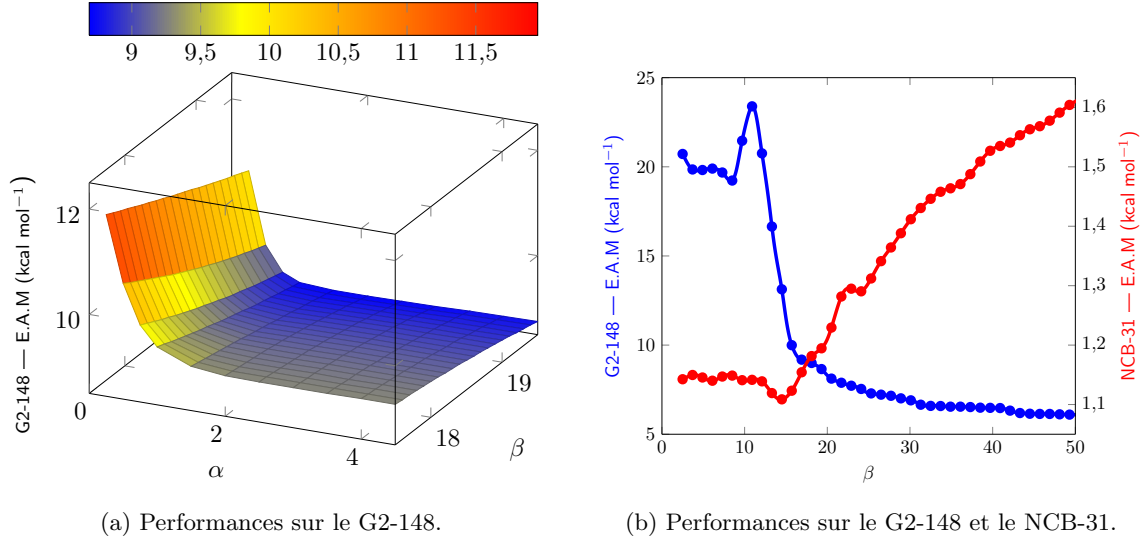 9 9,5 10 10,5 11 11,5
12
10
G2-148 — E.A.M (kcal mol⁻¹)
0 2 4
α
18 19
β
25
20
15
10
5
G2-148 — E.A.M (kcal mol⁻¹)
0 10 20 30 40 50
β
1,6
1,5
1,4
1,3
1,2
1,1
NCB-31 — E.A.M (kcal mol⁻¹)
(a) Performances sur le G2-148.
(b) Performances sur le G2-148 et le NCB-31.